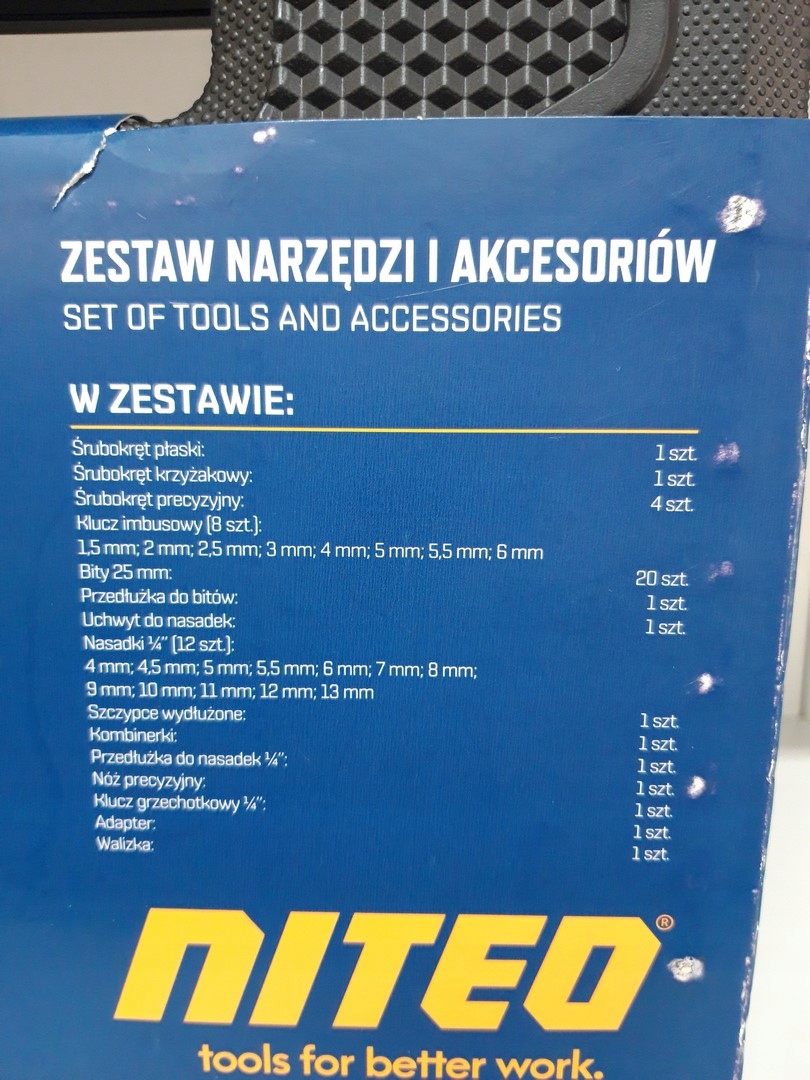 ZESTAW NARZĘDZI I AKCESORIÓW
SET OF TOOLS AND ACCESSORIES
W ZESTAWIE:
Śrubokręt płaski: 1 szt.
Śrubokręt krzyżakowy: 1 szt.
Śrubokręt precyzyjny: 4 szt.
Klucz imbusowy (8 szt.):
1,5 mm; 2 mm; 2,5 mm; 3 mm; 4 mm; 5 mm; 5,5 mm; 6 mm
Bity 25 mm: 20 szt.
Przedłużka do bitów: 1 szt.
Uchwyt do nasadek: 1 szt.
Nasadki ¼” (12 szt.):
4 mm; 4,5 mm; 5 mm; 5,5 mm; 6 mm; 7 mm; 8 mm;
9 mm; 10 mm; 11 mm; 12 mm; 13 mm
Szczypce wydłużone: 1 szt.
Kombinerki: 1 szt.
Przedłużka do nasadek ¼”: 1 szt.
Nóż precyzyjny: 1 szt.
Klucz grzechotkowy ¼”: 1 szt.
Adapter: 1 szt.
Walizka: 1 szt.
NITEO®
tools for better work.